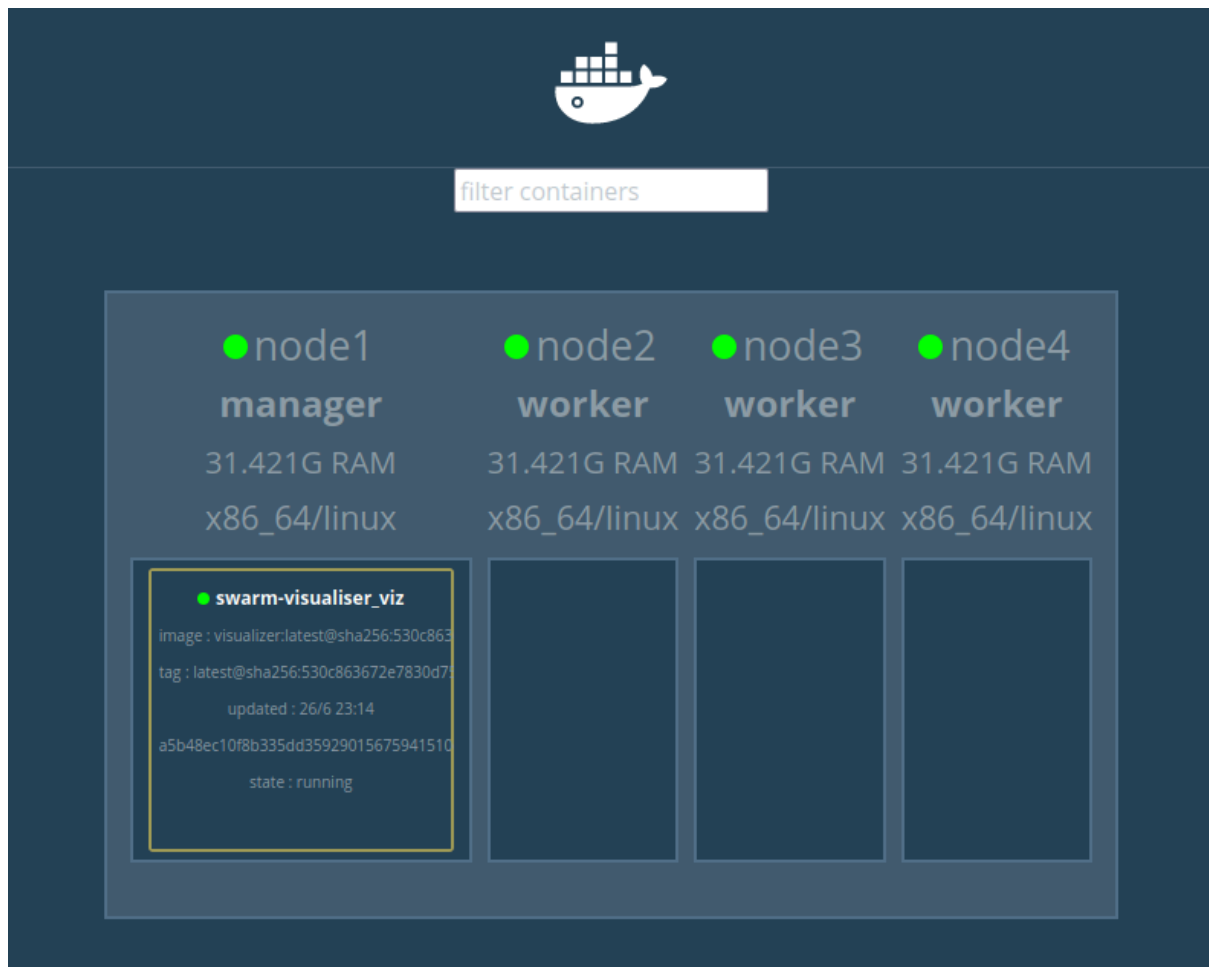 filter containers
node1
manager
31.421G RAM
x86_64/linux
node2
worker
31.421G RAM
x86_64/linux
node3
worker
31.421G RAM
x86_64/linux
node4
worker
31.421G RAM
x86_64/linux
swarm-visualiser_viz
image : visualizer:latest@sha256:530c863
tag : latest@sha256:530c863672e7830d75
updated : 26/6 23:14
a5b48ec10f8b335dd35929015675941510
state : running